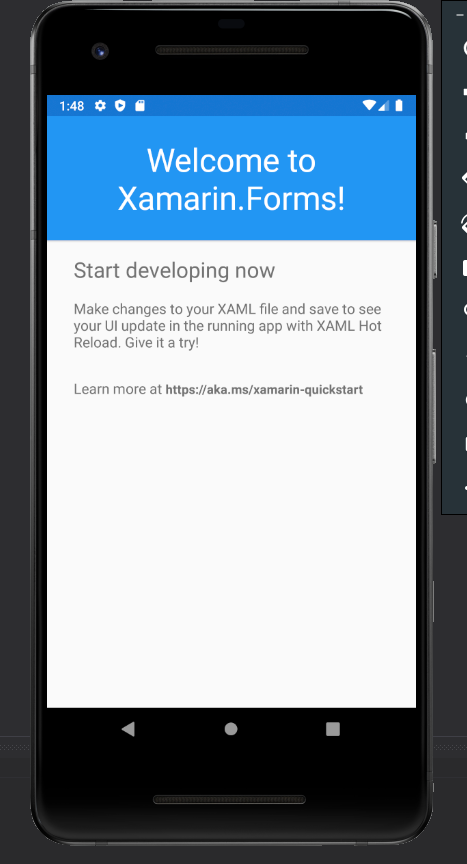 1:48
Welcome to
Xamarin.Forms!
Start developing now
Make changes to your XAML file and save to see
your UI update in the running app with XAML Hot
Reload. Give it a try!
Learn more at https://aka.ms/xamarin-quickstart